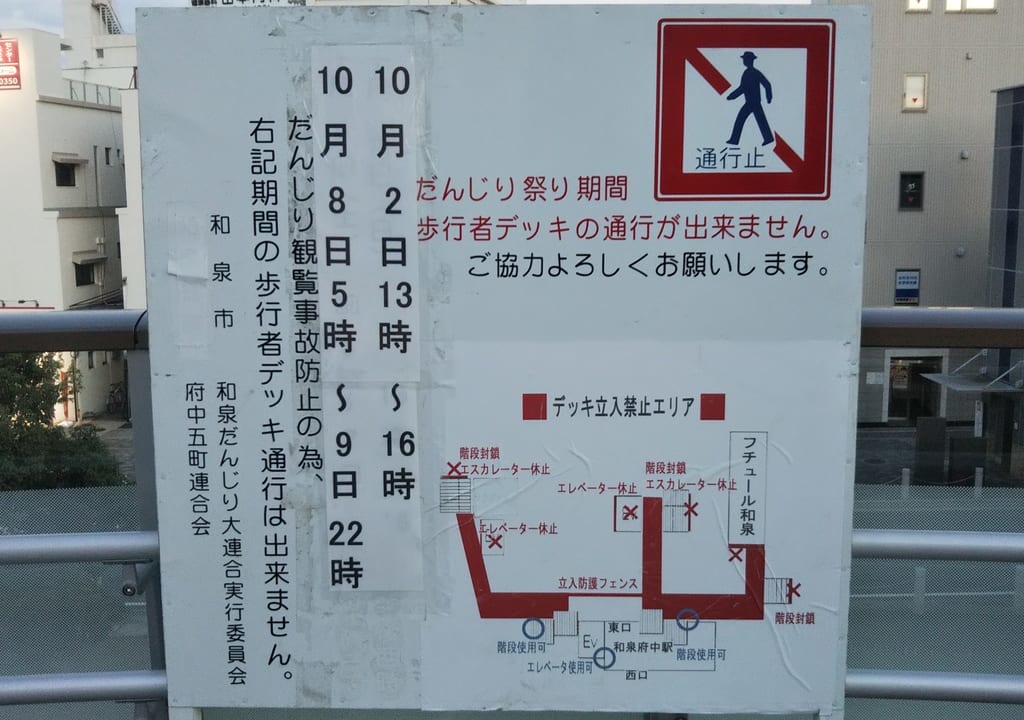 通行止
だんじり祭り期間
歩行者デッキの通行が出来ません。
ご協力よろしくお願いします。
10月2日13時～16時
10月8日5時～9日22時
だんじり観覧事故防止の為、
右記期間の歩行者デッキ通行は出来ません。
和泉市
和泉だんじり大連合会実行委員会
府中五町連合会
デッキ立入禁止エリア
フチュール和泉
階段封鎖
エスカレーター休止
階段封鎖
エスカレーター休止
エレベーター休止
エレベーター休止
立入防護フェンス
階段封鎖
東口
Ev
和泉府中駅
階段使用可
階段使用可
エレベータ使用可
西口
0350